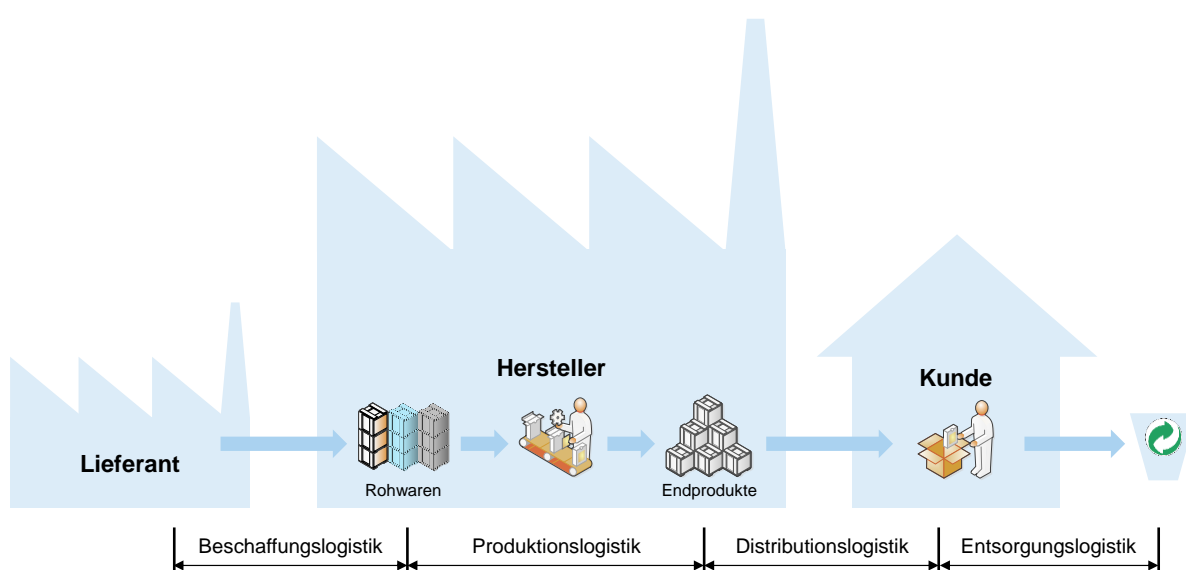 Hersteller
Kunde
Lieferant
Rohwaren
Endprodukte
Beschaffungslogistik
Produktionslogistik
Distributionslogistik
Entsorgungslogistik